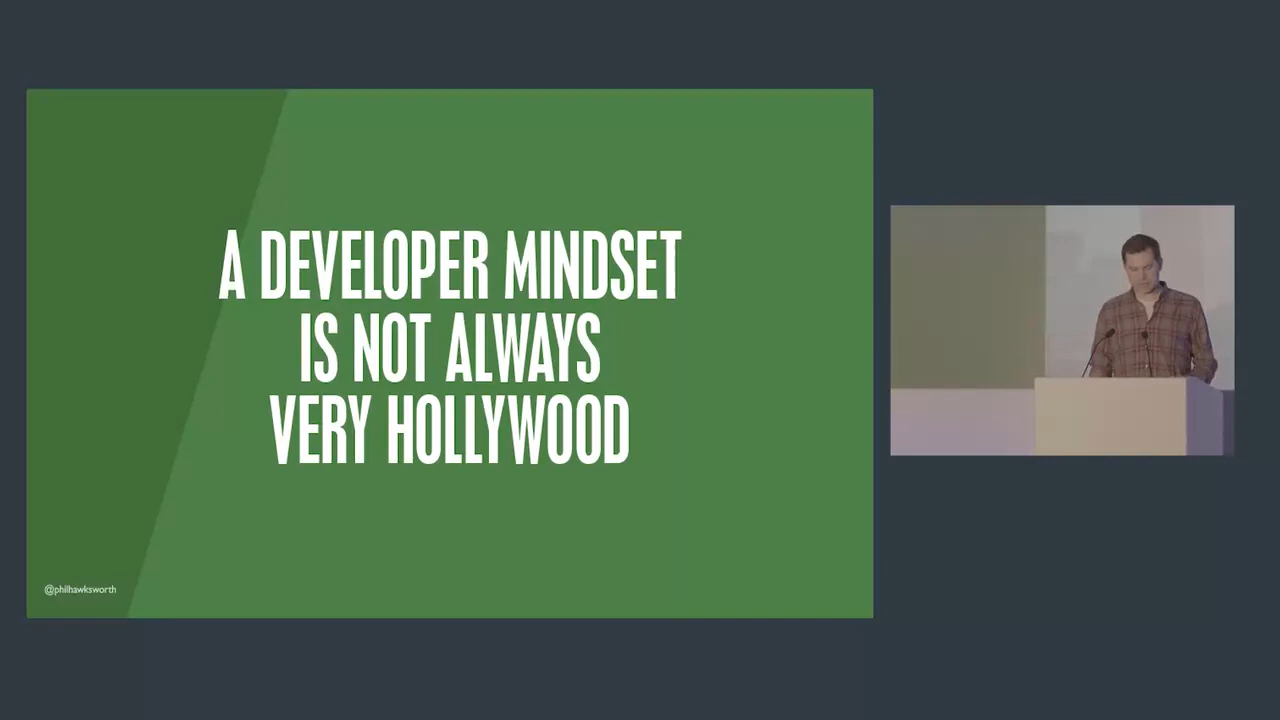 A DEVELOPER MINDSET
IS NOT ALWAYS
VERY HOLLYWOOD
@philhawksworth